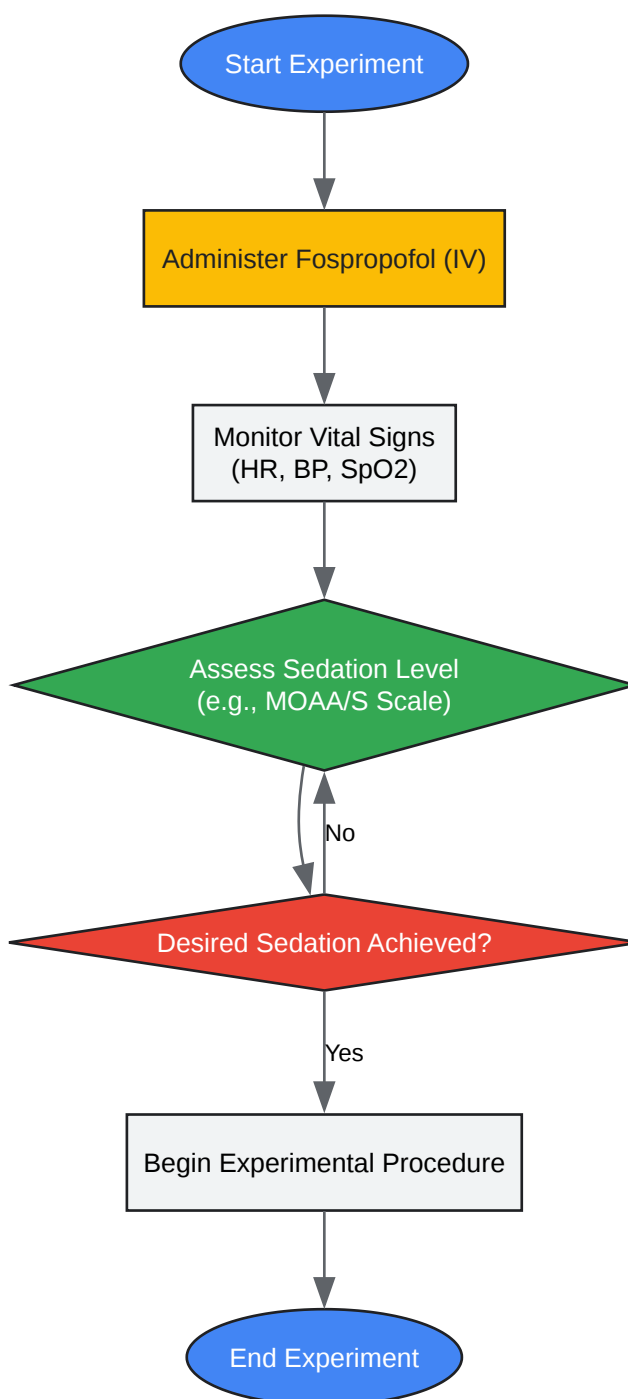 Start Experiment
Administer Fospropofol (IV)
Monitor Vital Signs
(HR, BP, SpO2)
Assess Sedation Level
(e.g., MOAA/S Scale)
No
Desired Sedation Achieved?
Yes
Begin Experimental Procedure
End Experiment